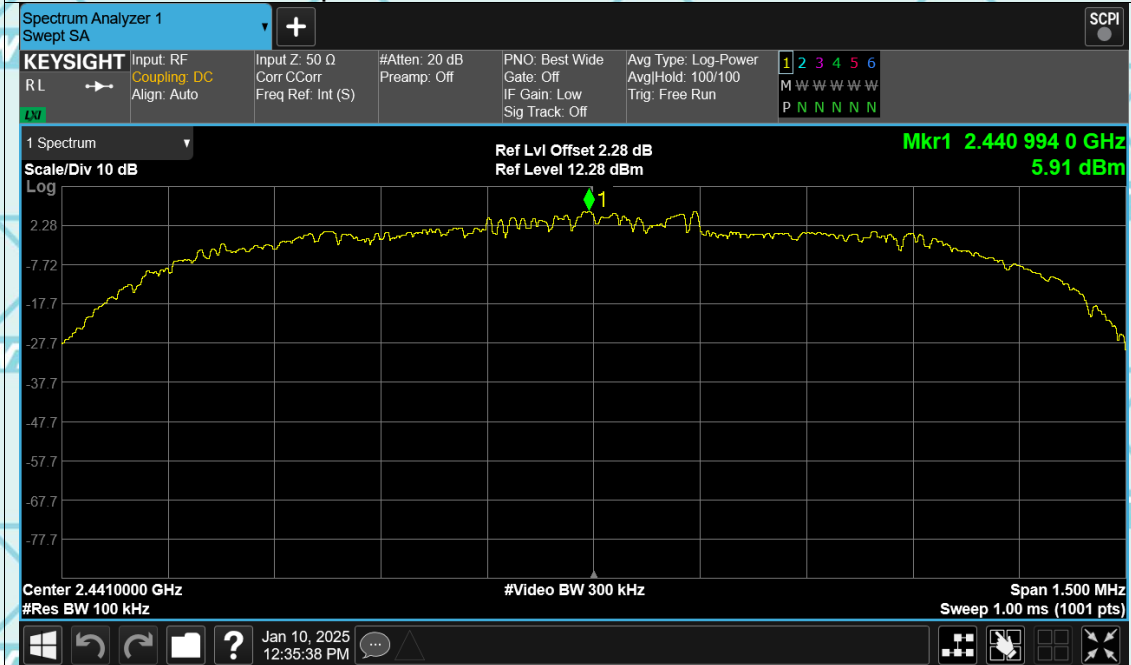 Spectrum Analyzer 1
Swept SA
+
SCPI
KEYSIGHT
R L
LXI
Input: RF
Coupling: DC
Align: Auto
Input Z: 50 Ω
Corr CCorr
Freq Ref: Int (S)
#Atten: 20 dB
Preamp: Off
PNO: Best Wide
Gate: Off
IF Gain: Low
Sig Track: Off
Avg Type: Log-Power
Avg|Hold: 100/100
Trig: Free Run
1 2 3 4 5 6
M W W W W W
P N N N N N
1 Spectrum
Scale/Div 10 dB
Log
Ref Lvl Offset 2.28 dB
Ref Level 12.28 dBm
Mkr1 2.440 994 0 GHz
5.91 dBm
1
2.28
-7.72
-17.7
-27.7
-37.7
-47.7
-57.7
-67.7
-77.7
Center 2.4410000 GHz
#Res BW 100 kHz
#Video BW 300 kHz
Span 1.500 MHz
Sweep 1.00 ms (1001 pts)
?
Jan 10, 2025
12:35:38 PM